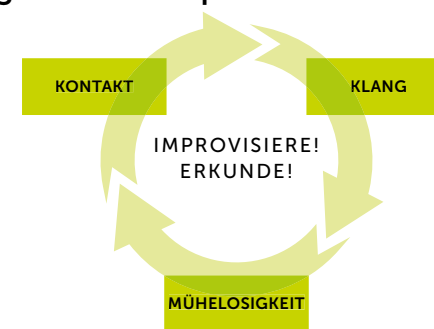 KONTAKT
KLANG
IMPROVISIERE!
ERKUNDE!
MÜHELOSIGKEIT